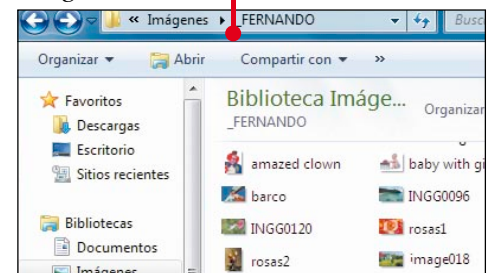 « Imágenes ▸ _FERNANDO
Organizar Abrir Compartir con »
Favoritos
Descargas
Escritorio
Sitios recientes
Bibliotecas
Documentos
Imágenes
Biblioteca Imáge... Organizar
_FERNANDO
amazed clown baby with gi
barco INGG0096
INGG0120 rosas1
rosas2 image018